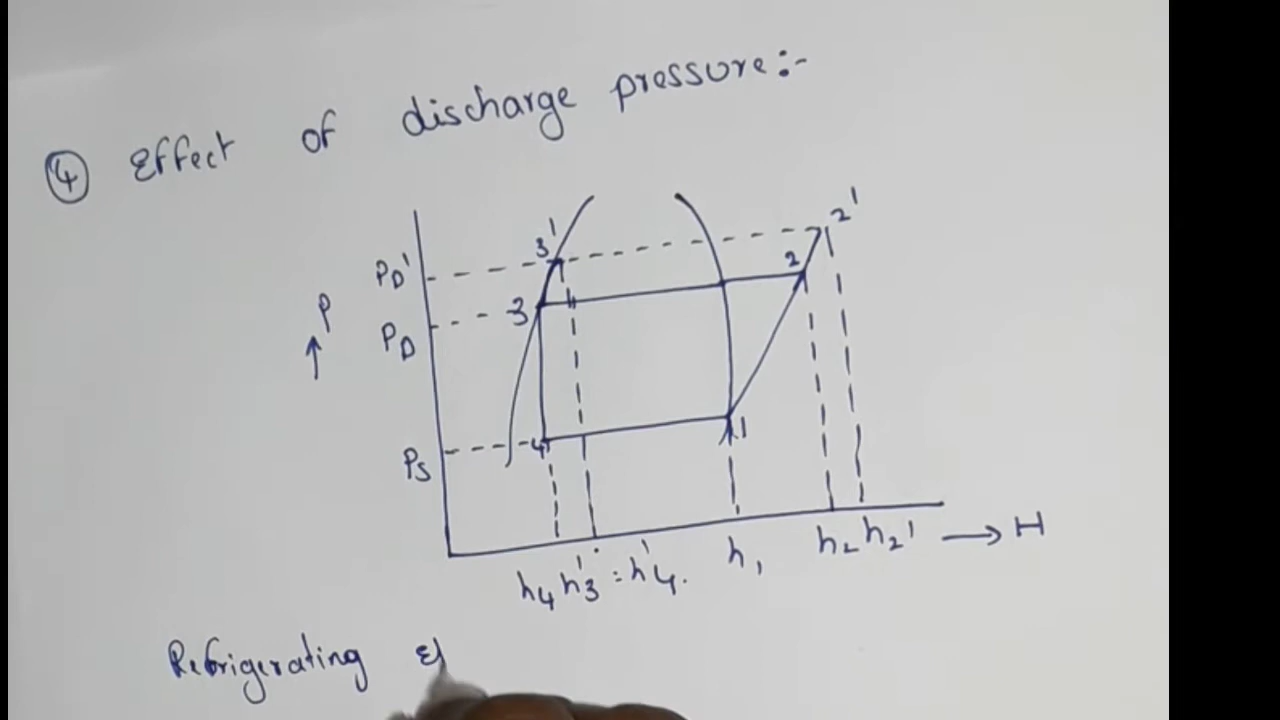 ④ Effect of discharge pressure:-
2'
3'
PD'
2
P
3
PD
4
1
Ps
h4 h3' = h4'. h1 h2 h2' → H
Refrigerating